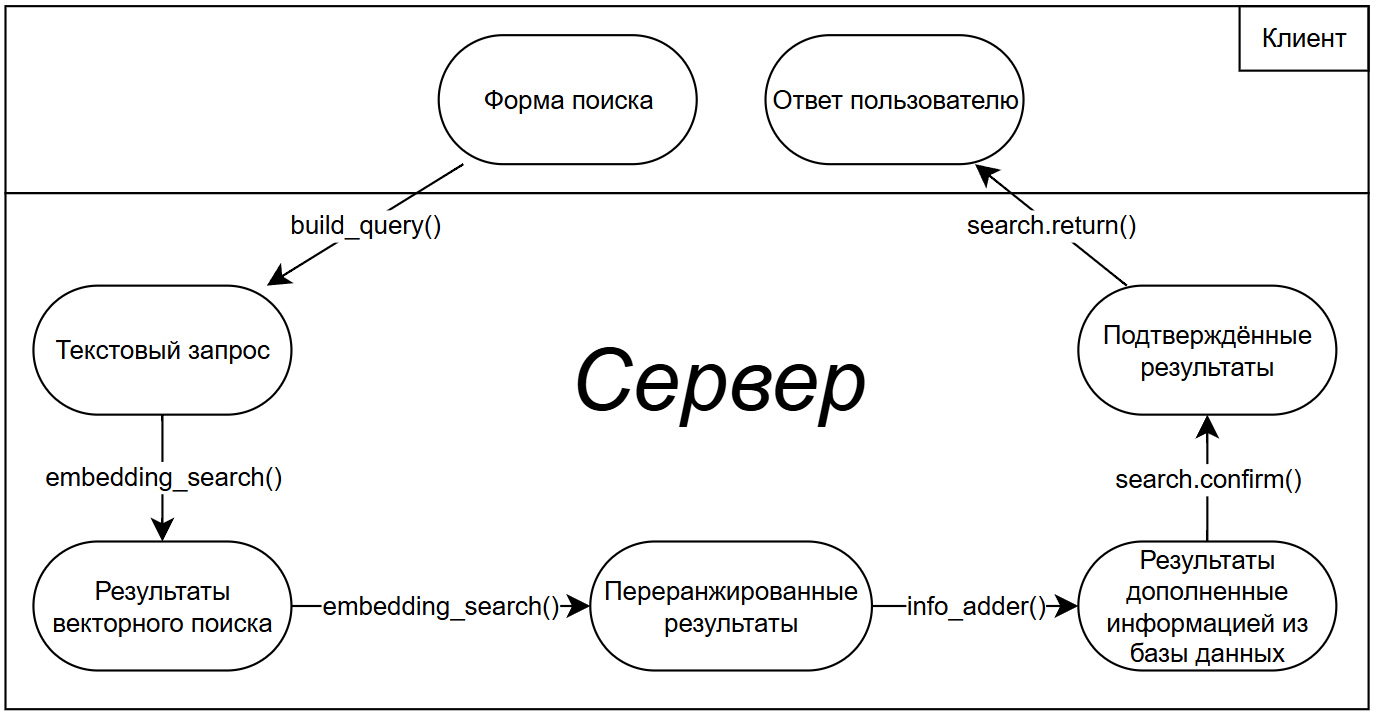 Клиент
Форма поиска
Ответ пользователю
build_query()
search.return()
Текстовый запрос
Сервер
Подтверждённые
результаты
embedding_search()
search.confirm()
Результаты
векторного поиска
embedding_search()
Переранжированные
результаты
info_adder()
Результаты
дополненные
информацией из
базы данных